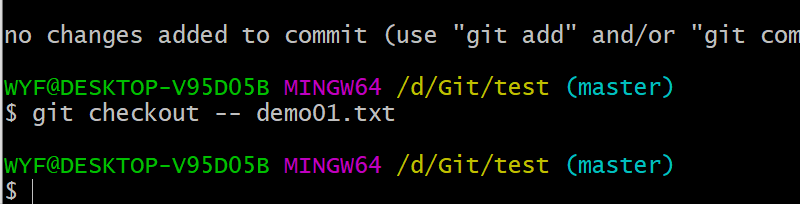 no changes added to commit (use "git add" and/or "git com
WYF@DESKTOP-V95D05B MINGW64 /d/Git/test (master)
$ git checkout -- demo01.txt
WYF@DESKTOP-V95D05B MINGW64 /d/Git/test (master)
$